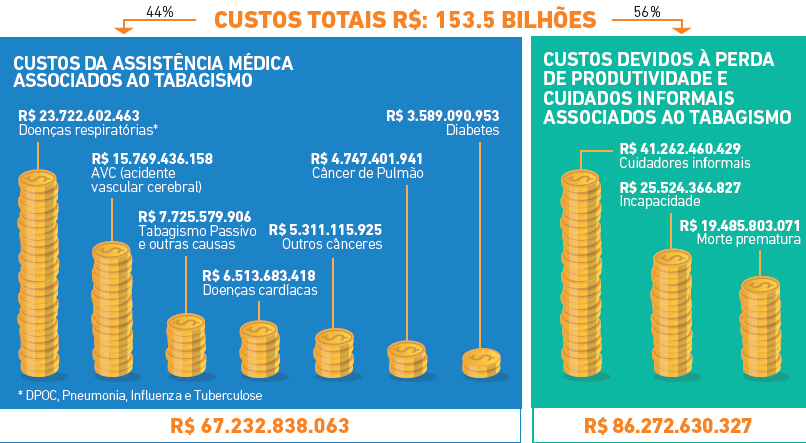 44%
CUSTOS TOTAIS R$: 153.5 BILHÕES
56%
CUSTOS DA ASSISTÊNCIA MÉDICA
ASSOCIADOS AO TABAGISMO
R$ 23.722.602.463
Doenças respiratórias*
R$ 15.769.436.158
AVC (acidente
vascular cerebral)
R$ 7.725.579.906
Tabagismo Passivo
e outras causas
R$ 6.513.683.418
Doenças cardíacas
R$ 5.311.115.925
Outros cânceres
R$ 4.747.401.941
Câncer de Pulmão
R$ 3.589.090.953
Diabetes
* DPOC, Pneumonia, Influenza e Tuberculose
R$ 67.232.838.063
CUSTOS DEVIDOS À PERDA
DE PRODUTIVIDADE E
CUIDADOS INFORMAIS
ASSOCIADOS AO TABAGISMO
R$ 41.262.460.429
Cuidadores informais
R$ 25.524.366.827
Incapacidade
R$ 19.485.803.071
Morte prematura
R$ 86.272.630.327